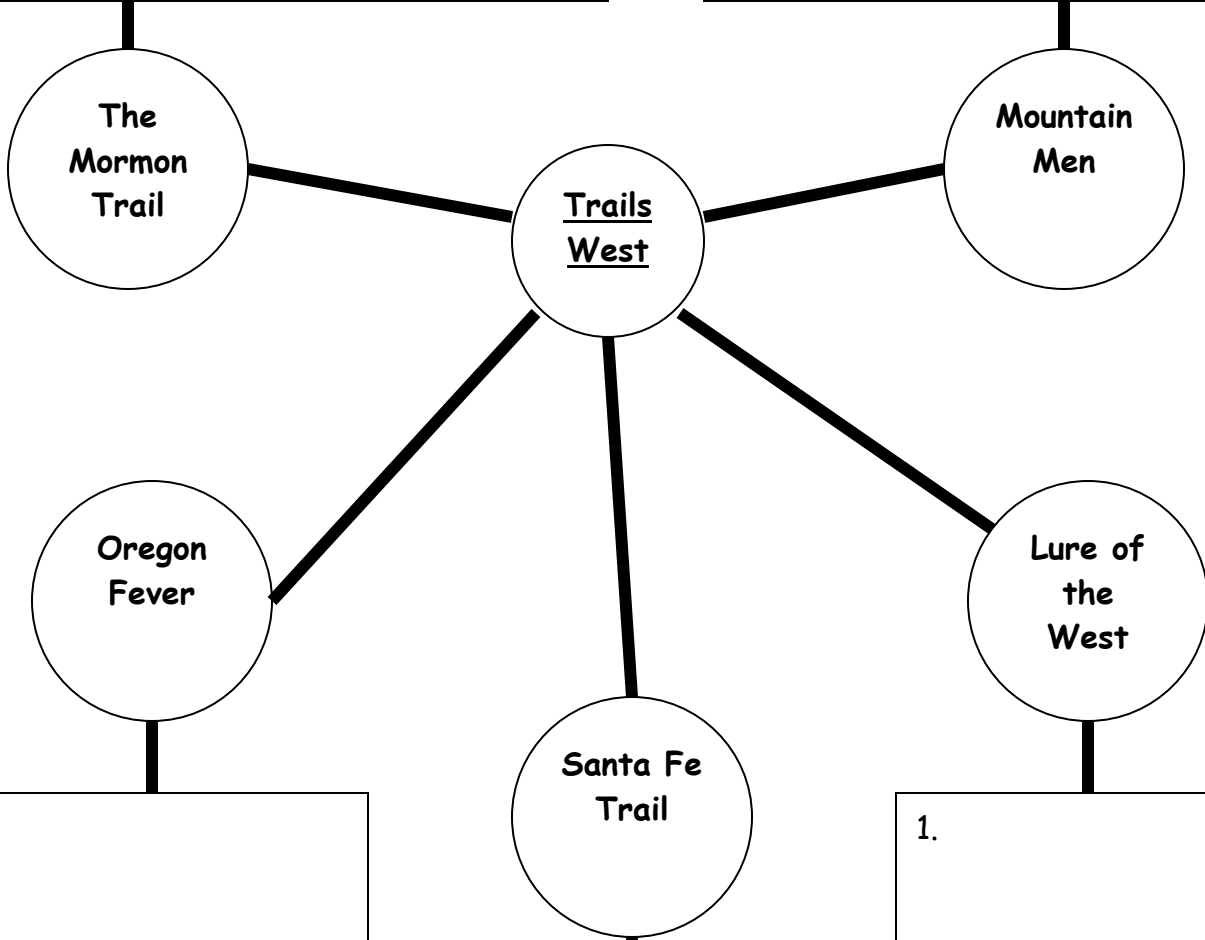 The
Mormon
Trail
Mountain
Men
Trails
West
Oregon
Fever
Lure of
the
West
Santa Fe
Trail
1.